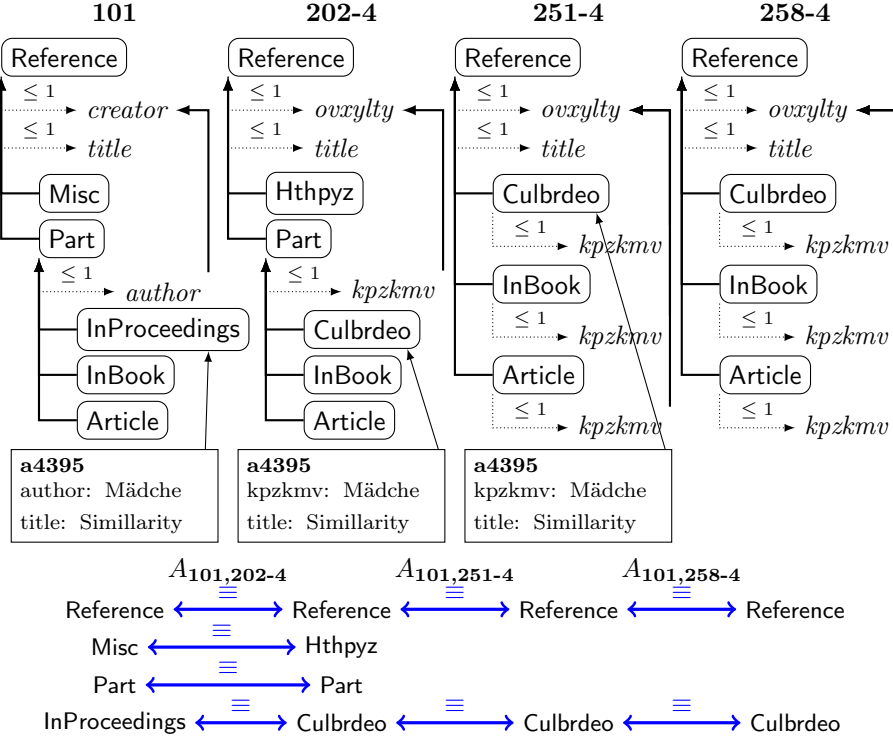 101 202-4 251-4 258-4
Reference Reference Reference Reference
≤ 1 ≤ 1 ≤ 1 ≤ 1
creator ovxylty ovxylty ovxylty
≤ 1 ≤ 1 ≤ 1 ≤ 1
title title title title
Misc Hthpyz Culbrdeo Culbrdeo
≤ 1 ≤ 1
Part Part kpzkmv kpzkmv
≤ 1 ≤ 1
author kpzkmv InBook InBook
≤ 1 ≤ 1
InProceedings Culbrdeo kpzkmv kpzkmv
InBook InBook Article Article
≤ 1 ≤ 1
Article Article kpzkmv kpzkmv
a4395 a4395 a4395
author: Mädche kpzkmv: Mädche kpzkmv: Mädche
title: Simillarity title: Simillarity title: Simillarity
A101,202-4 A101,251-4 A101,258-4
≡ ≡ ≡
Reference Reference Reference Reference
≡
Misc Hthpyz
≡
Part Part
≡ ≡ ≡
InProceedings Culbrdeo Culbrdeo Culbrdeo